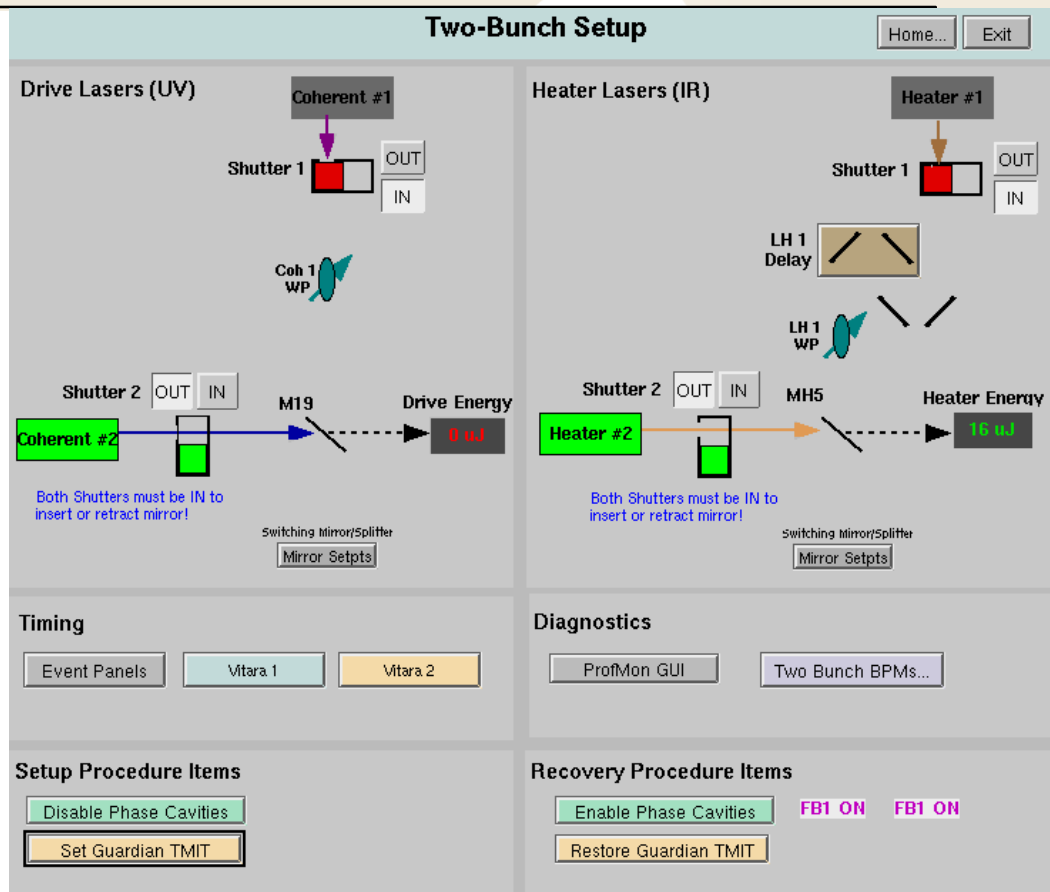 Two-Bunch Setup
Home...
Exit
Drive Lasers (UV)
Coherent #1
Shutter 1
OUT
IN
Coh 1
WP
Shutter 2
OUT
IN
M19
Drive Energy
Coherent #2
0 uJ
Both Shutters must be IN to
insert or retract mirror!
Switching Mirror/Splitter
Mirror Setpts
Heater Lasers (IR)
Heater #1
Shutter 1
OUT
IN
LH 1
Delay
LH 1
WP
Shutter 2
OUT
IN
MH5
Heater Energy
Heater #2
16 uJ
Both Shutters must be IN to
insert or retract mirror!
Switching Mirror/Splitter
Mirror Setpts
Timing
Event Panels
Vitara 1
Vitara 2
Diagnostics
ProfMon GUI
Two Bunch BPMs...
Setup Procedure Items
Disable Phase Cavities
Set Guardian TMIT
Recovery Procedure Items
Enable Phase Cavities
FB1 ON
FB1 ON
Restore Guardian TMIT